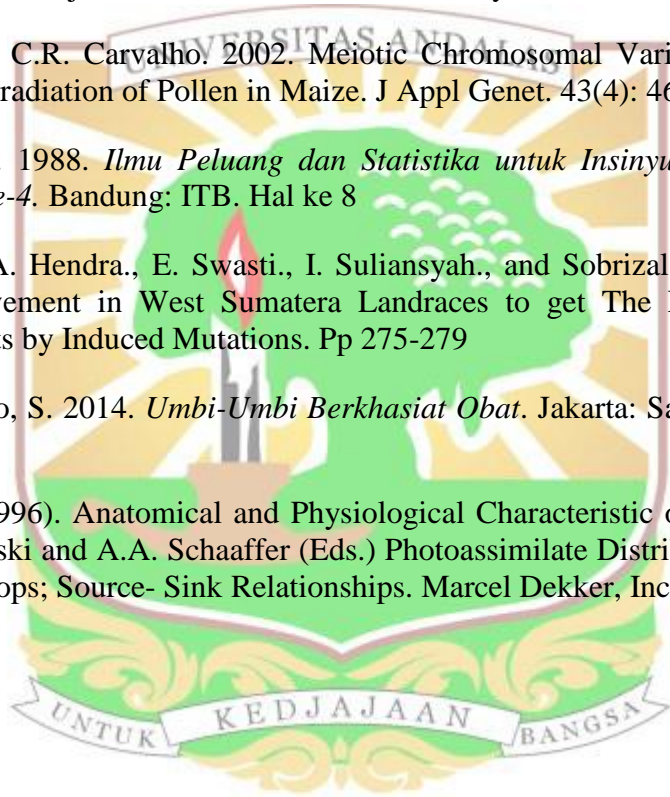 UNIVERSITAS ANDALAS
C.R. Carvalho. 2002. Meiotic Chromosomal Vari
radiation of Pollen in Maize. J Appl Genet. 43(4): 46
1988. Ilmu Peluang dan Statistika untuk Insinyu
e-4. Bandung: ITB. Hal ke 8
A. Hendra., E. Swasti., I. Suliansyah., and Sobrizal
vement in West Sumatera Landraces to get The
ts by Induced Mutations. Pp 275-279
o, S. 2014. Umbi-Umbi Berkhasiat Obat. Jakarta: Sa
996). Anatomical and Physiological Characteristic o
ski and A.A. Schaaffer (Eds.) Photoassimilate Distri
ops; Source- Sink Relationships. Marcel Dekker, Inc
UNTUK KEDJAJAAN BANGSA